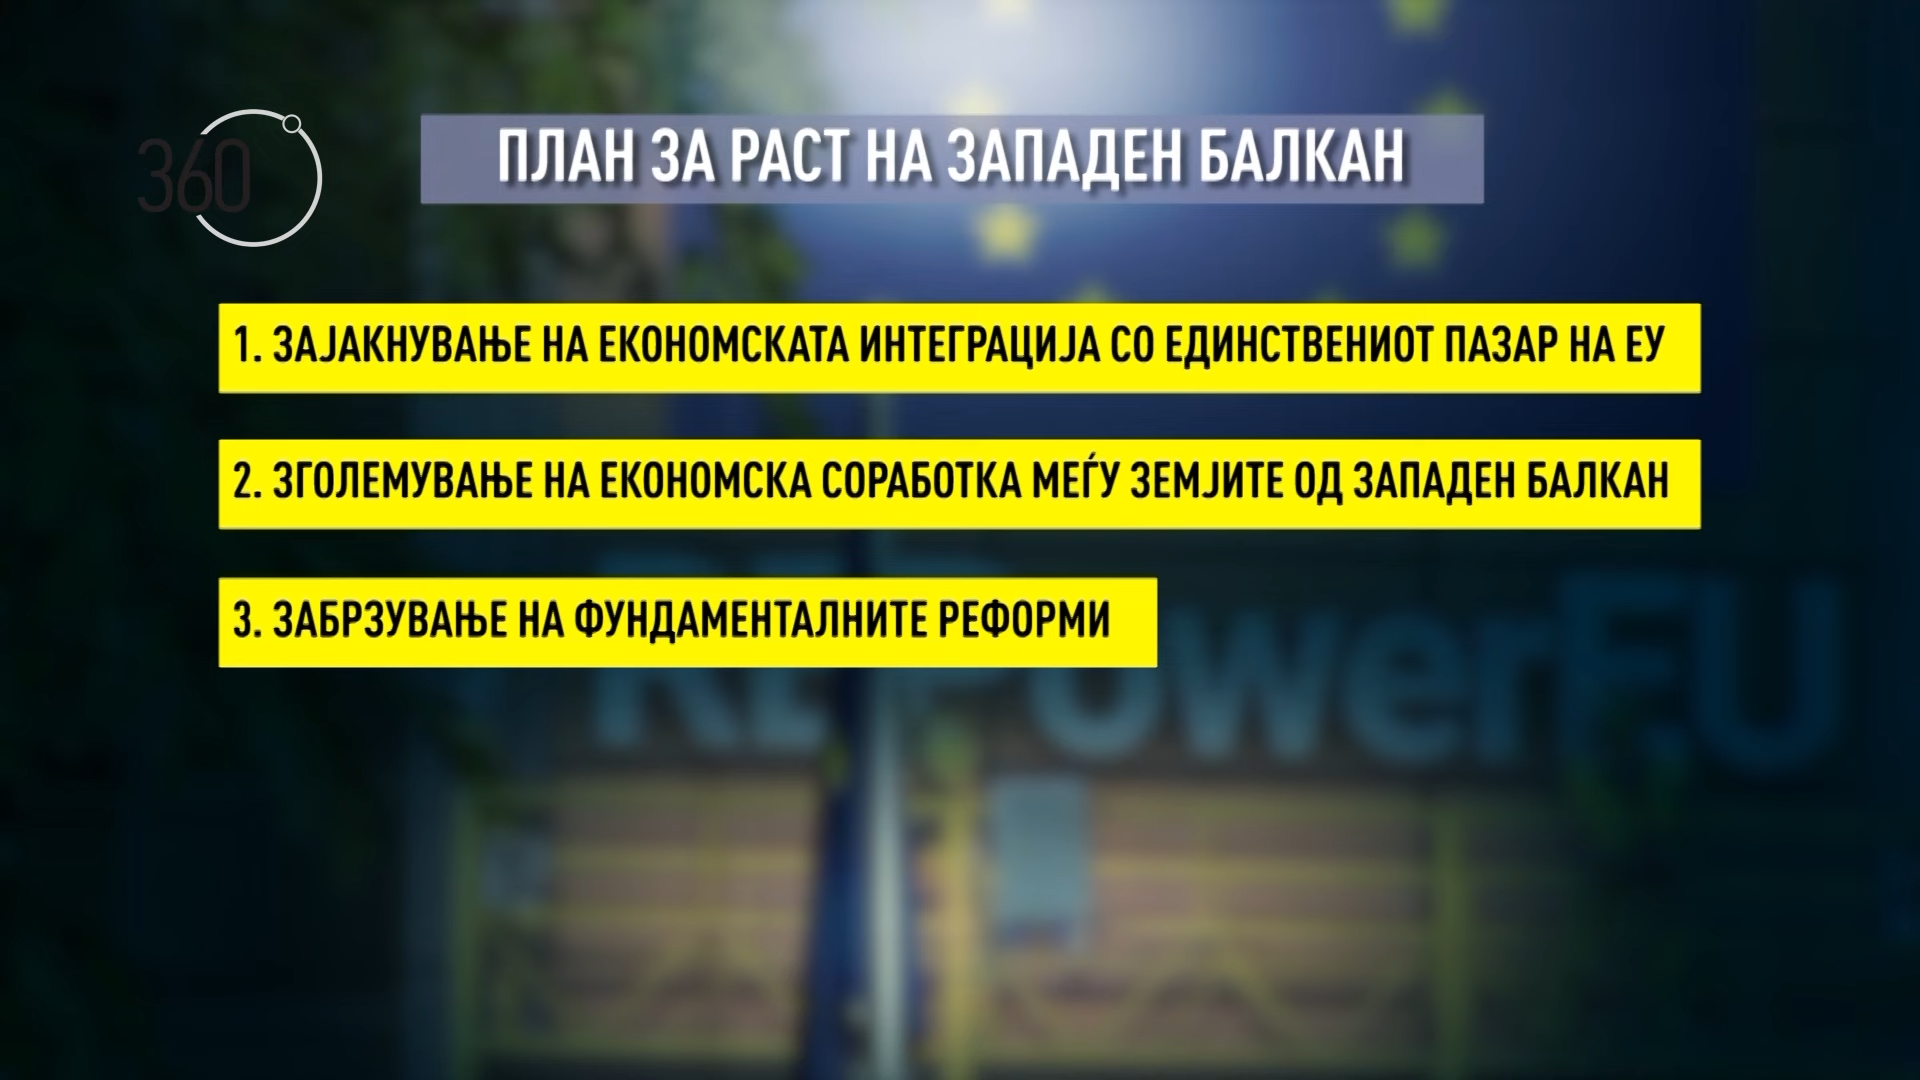 360
ПЛАН ЗА РАСТ НА ЗАПАДЕН БАЛКАН
1. ЗАЈАКНУВАЊЕ НА ЕКОНОМСКАТА ИНТЕГРАЦИЈА СО ЕДИНСТВЕНИОТ ПАЗАР НА ЕУ
2. ЗГОЛЕМУВАЊЕ НА ЕКОНОМСКА СОРАБОТКА МЕЃУ ЗЕМЈИТЕ ОД ЗАПАДЕН БАЛКАН
3. ЗАБРЗУВАЊЕ НА ФУНДАМЕНТАЛНИТЕ РЕФОРМИ
REPowerEU